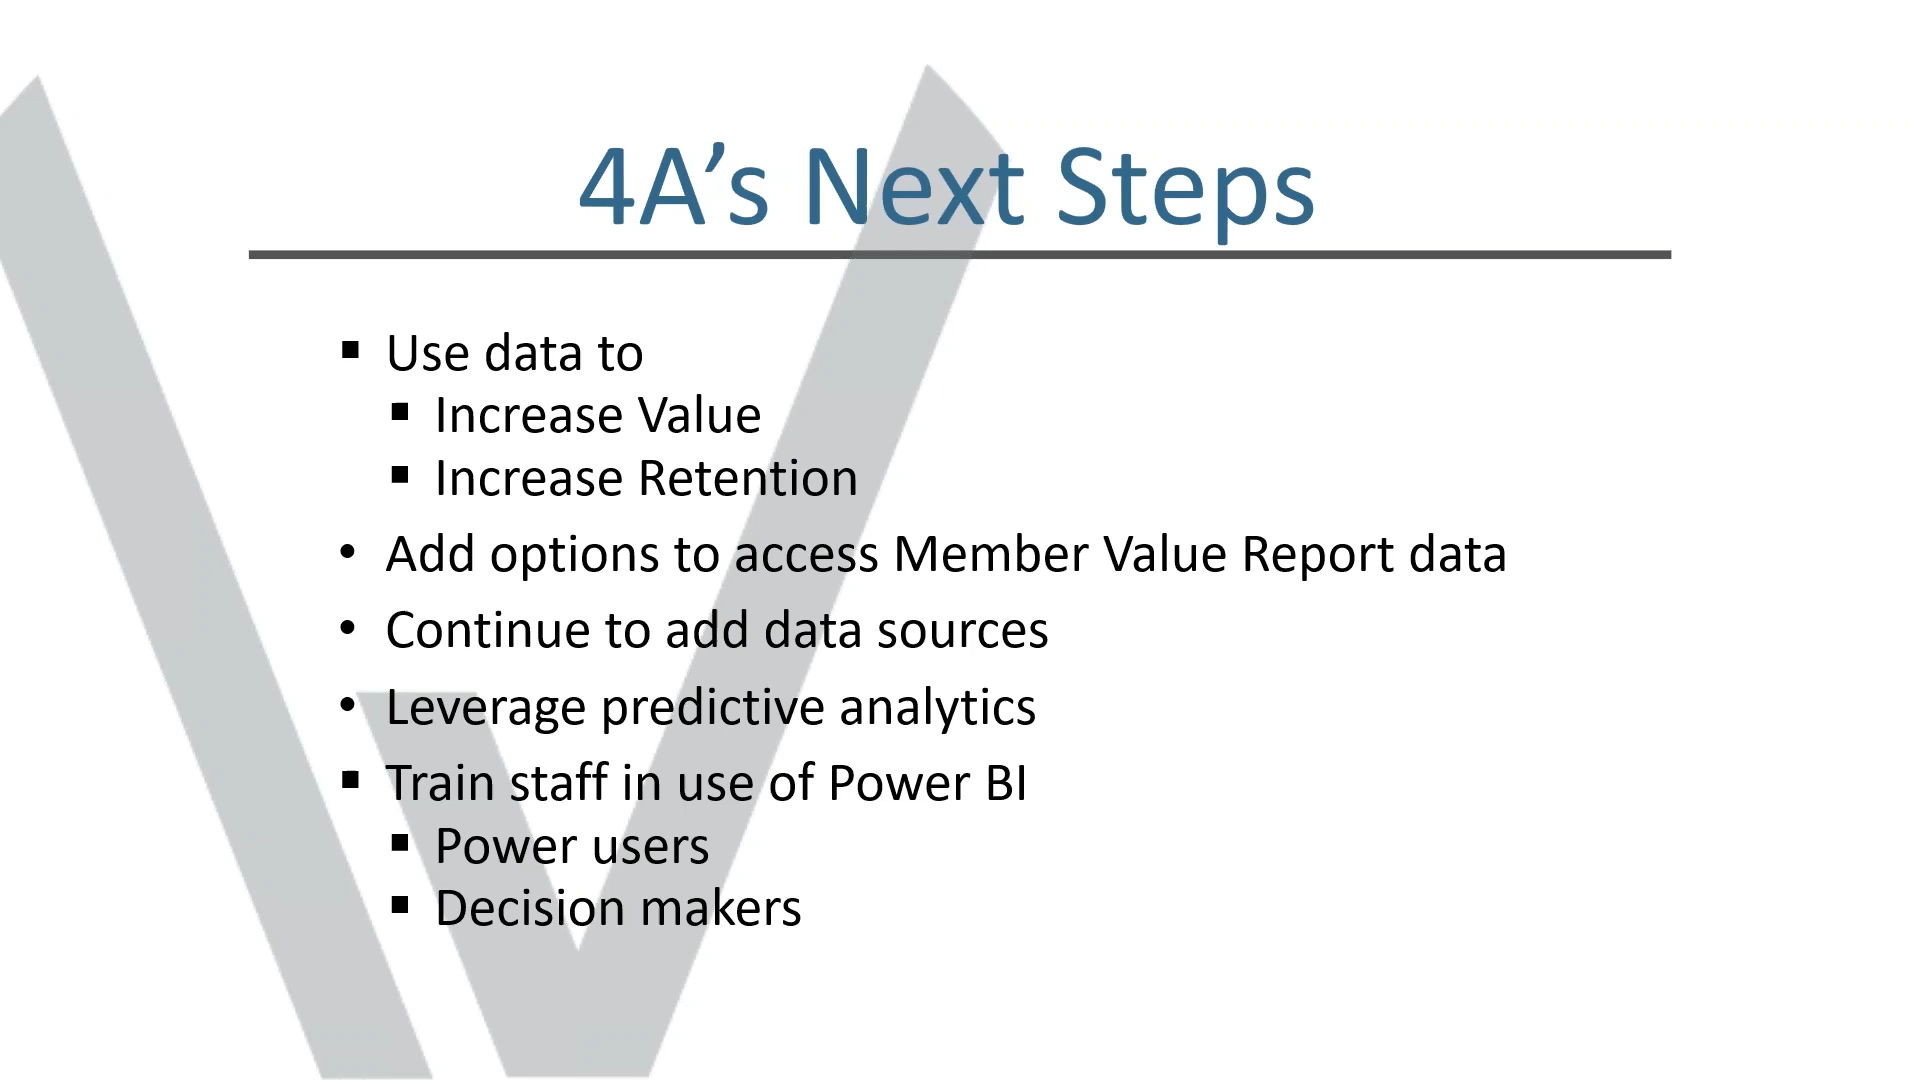 4A’s Next Steps
▪ Use data to
▪ Increase Value
▪ Increase Retention
• Add options to access Member Value Report data
• Continue to add data sources
• Leverage predictive analytics
▪ Train staff in use of Power BI
▪ Power users
▪ Decision makers